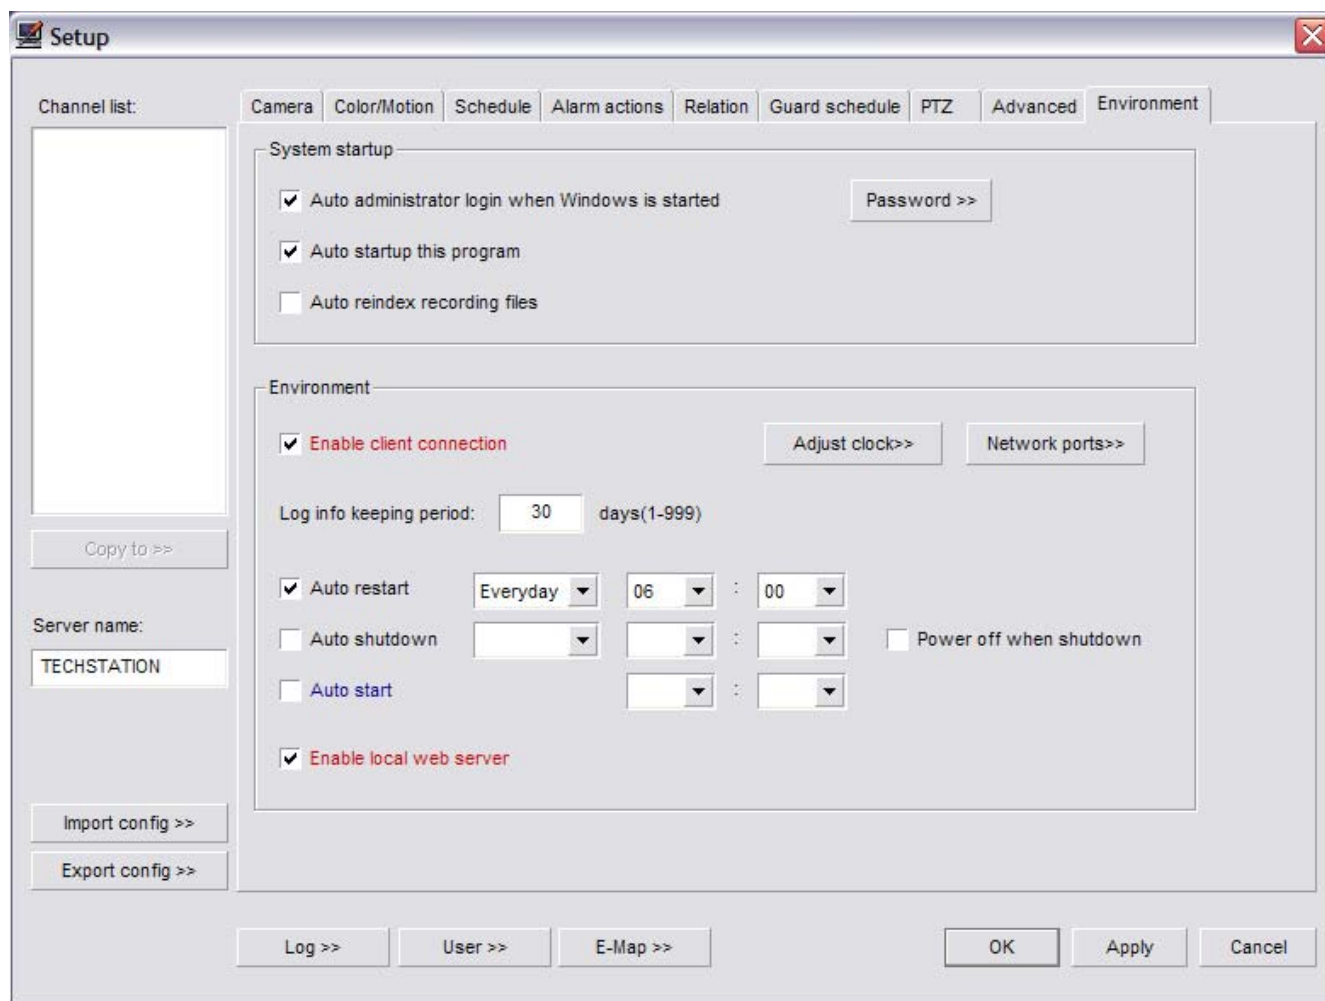 Setup
Channel list:
Camera Color/Motion Schedule Alarm actions Relation Guard schedule PTZ Advanced Environment
System startup
Auto administrator login when Windows is started Password >>
Auto startup this program
Auto reindex recording files
Environment
Enable client connection Adjust clock>> Network ports>>
Log info keeping period: 30 days(1-999)
Copy to >>
Auto restart Everyday 06 : 00
Server name:
Auto shutdown : Power off when shutdown
TECHSTATION
Auto start :
Enable local web server
Import config >>
Export config >>
Log >> User >> E-Map >> OK Apply Cancel